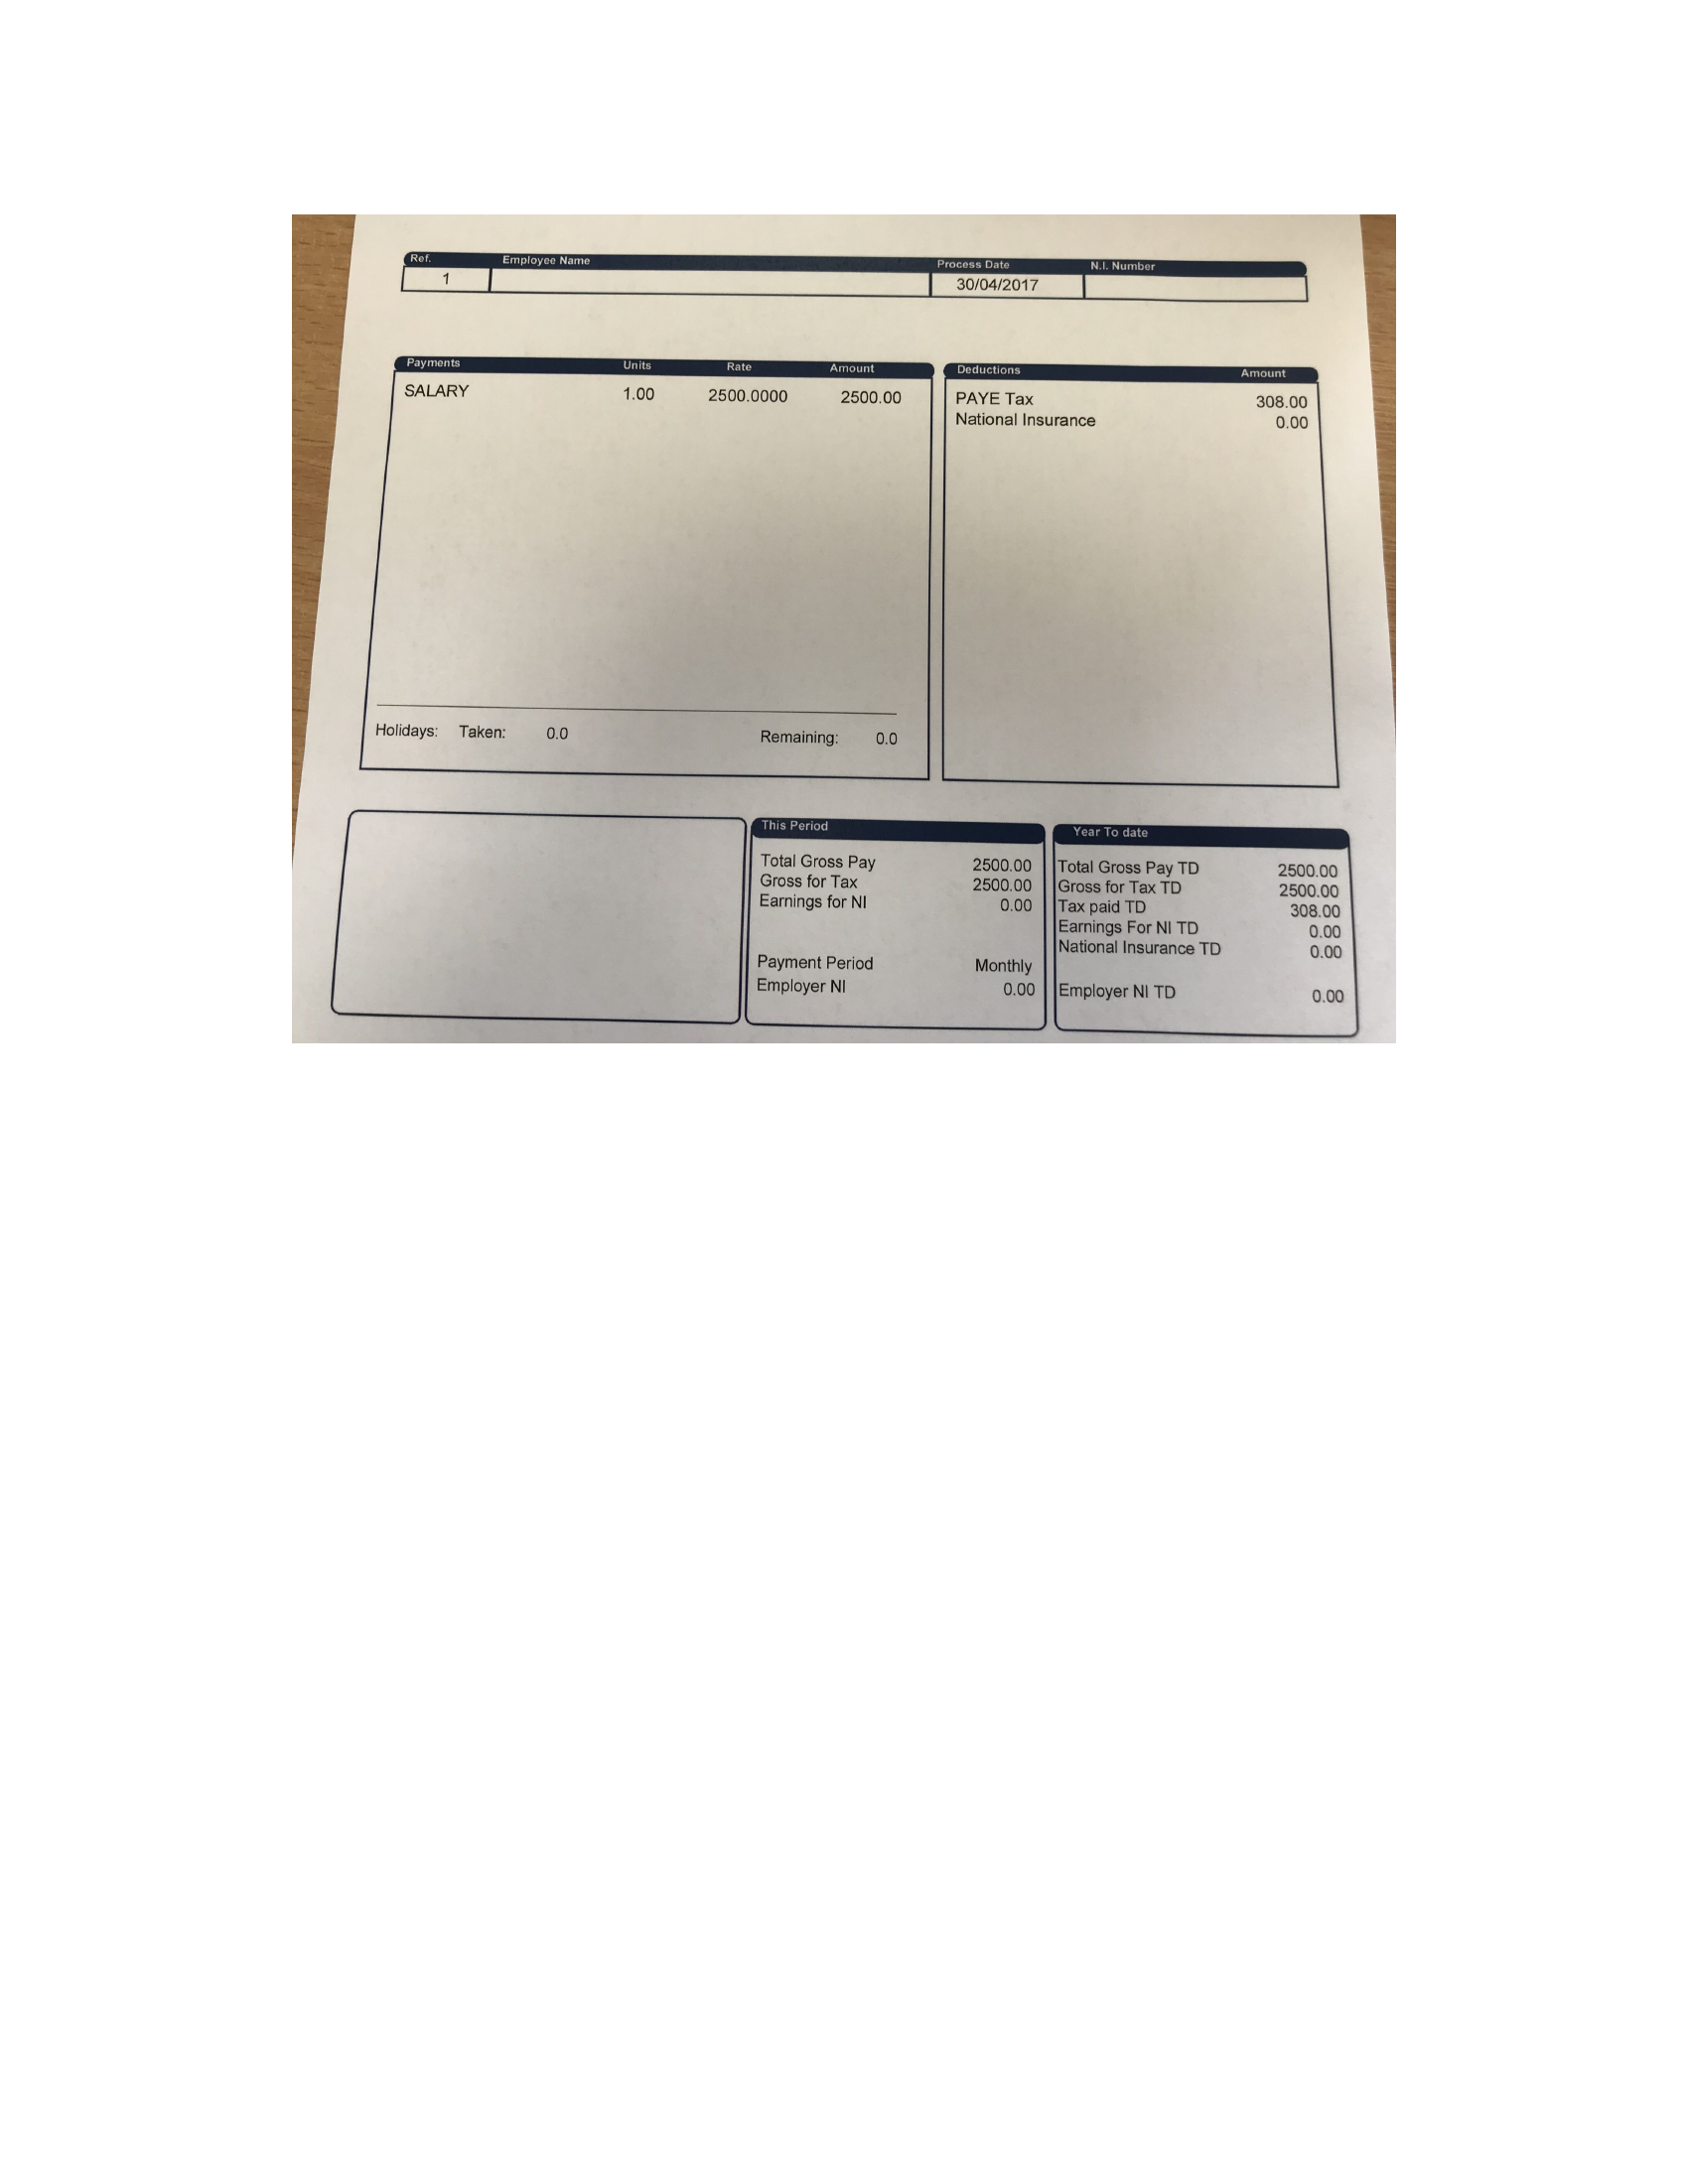 Ref. Employee Name Process Date N.I. Number
1 30/04/2017
Payments Units Rate Amount
SALARY 1.00 2500.0000 2500.00
Holidays: Taken: 0.0 Remaining: 0.0
Deductions Amount
PAYE Tax 308.00
National Insurance 0.00
This Period
Total Gross Pay 2500.00
Gross for Tax 2500.00
Earnings for NI 0.00
Payment Period Monthly
Employer NI 0.00
Year To date
Total Gross Pay TD 2500.00
Gross for Tax TD 2500.00
Tax paid TD 308.00
Earnings For NI TD 0.00
National Insurance TD 0.00
Employer NI TD 0.00